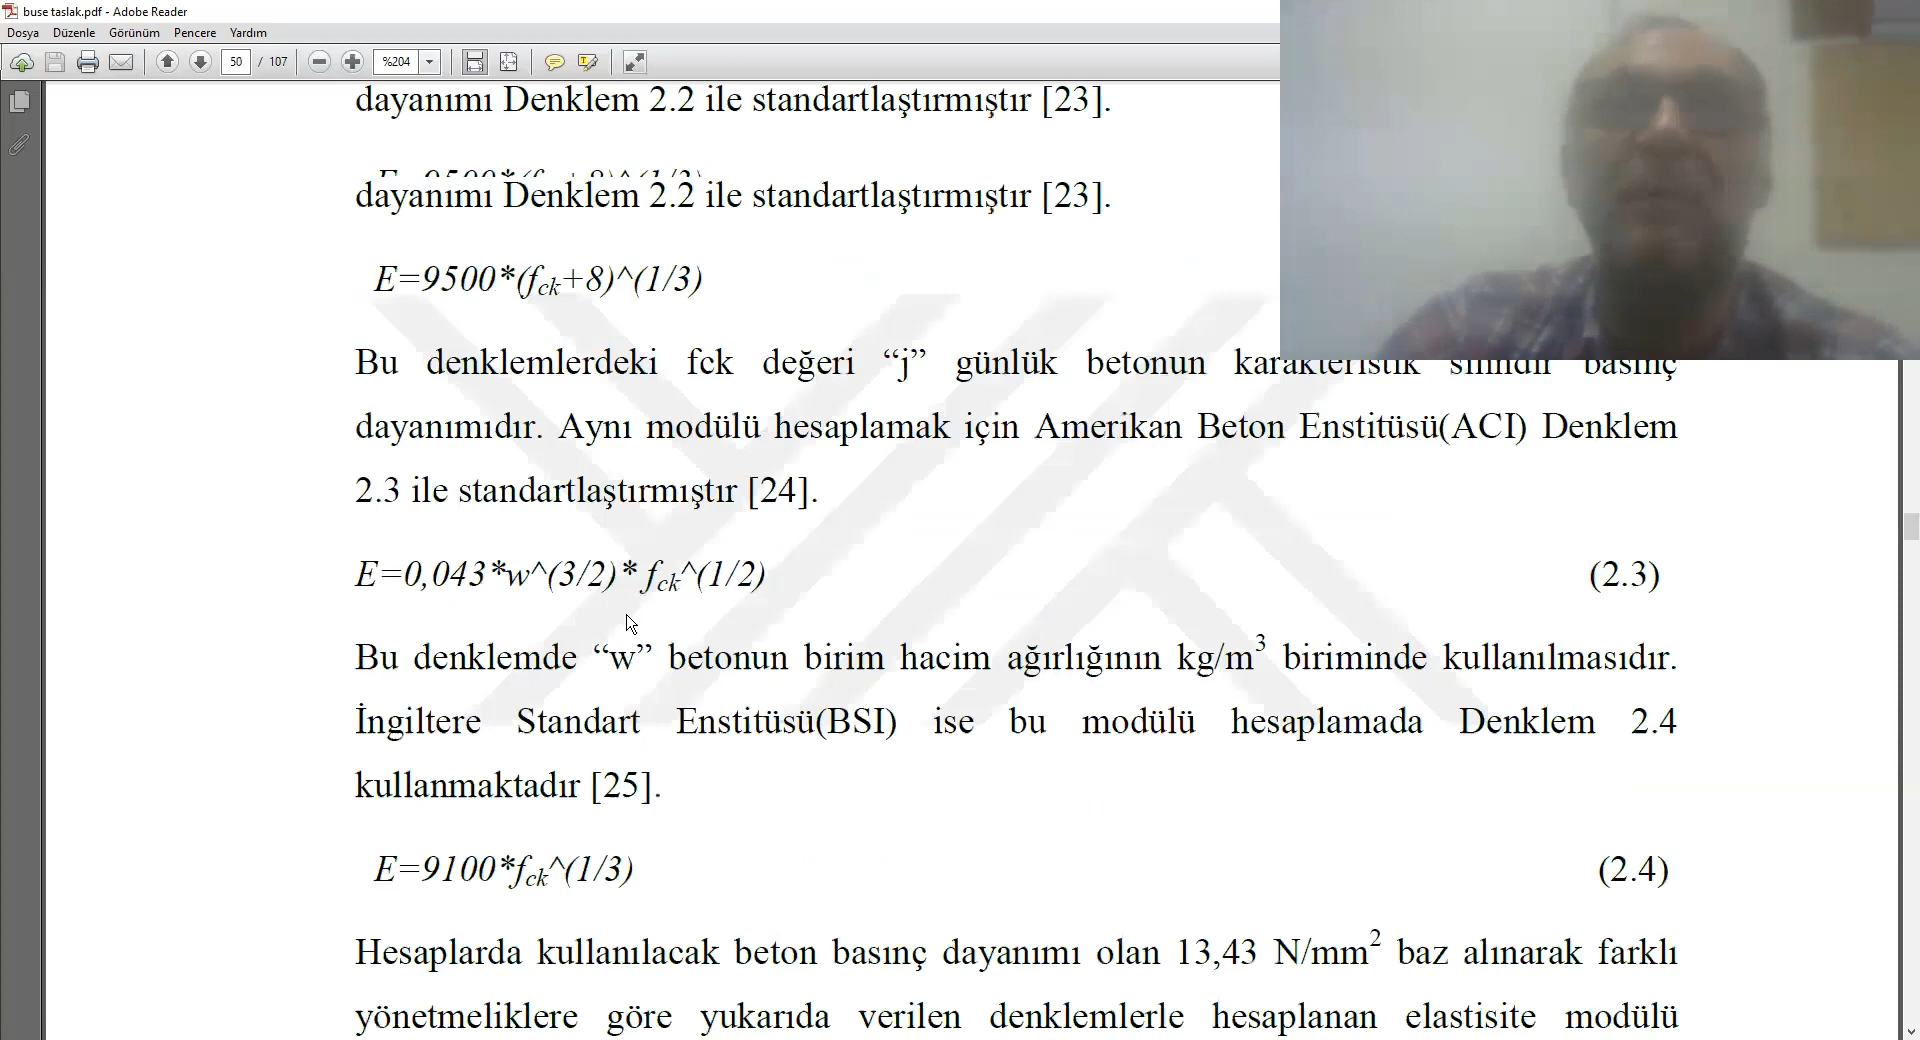 buse taslak.pdf - Adobe Reader
Dosya Düzenle Görünüm Pencere Yardım
50 / 107 %204
dayanımı Denklem 2.2 ile standartlaştırmıştır [23].
dayanımı Denklem 2.2 ile standartlaştırmıştır [23].
E=9500*(fck+8)^(1/3)
Bu denklemlerdeki fck değeri “j” günlük betonun karakteristik silindir basınç
dayanımıdır. Aynı modülü hesaplamak için Amerikan Beton Enstitüsü(ACI) Denklem
2.3 ile standartlaştırmıştır [24].
E=0,043*w^(3/2)* fck^(1/2) (2.3)
Bu denklemde “w” betonun birim hacim ağırlığının kg/m3 biriminde kullanılmasıdır.
İngiltere Standart Enstitüsü(BSI) ise bu modülü hesaplamada Denklem 2.4
kullanmaktadır [25].
E=9100*fck^(1/3) (2.4)
Hesaplarda kullanılacak beton basınç dayanımı olan 13,43 N/mm2 baz alınarak farklı
yönetmeliklere göre yukarıda verilen denklemlerle hesaplanan elastisite modülü